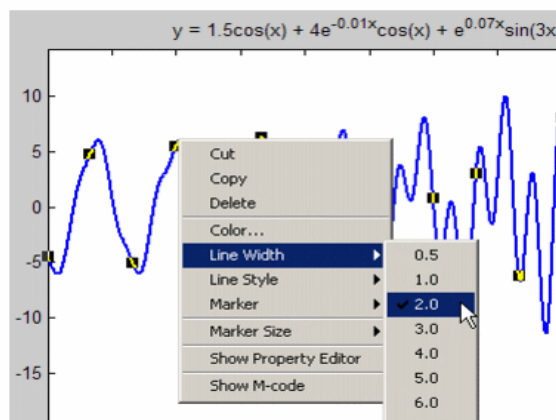 y = 1.5cos(x) + 4e^-0.01x cos(x) + e^0.07x sin(3x
10
5
0
-5
-10
-15
Cut
Copy
Delete
Color...
Line Width
Line Style
Marker
Marker Size
Show Property Editor
Show M-code
0.5
1.0
2.0
3.0
4.0
5.0
6.0